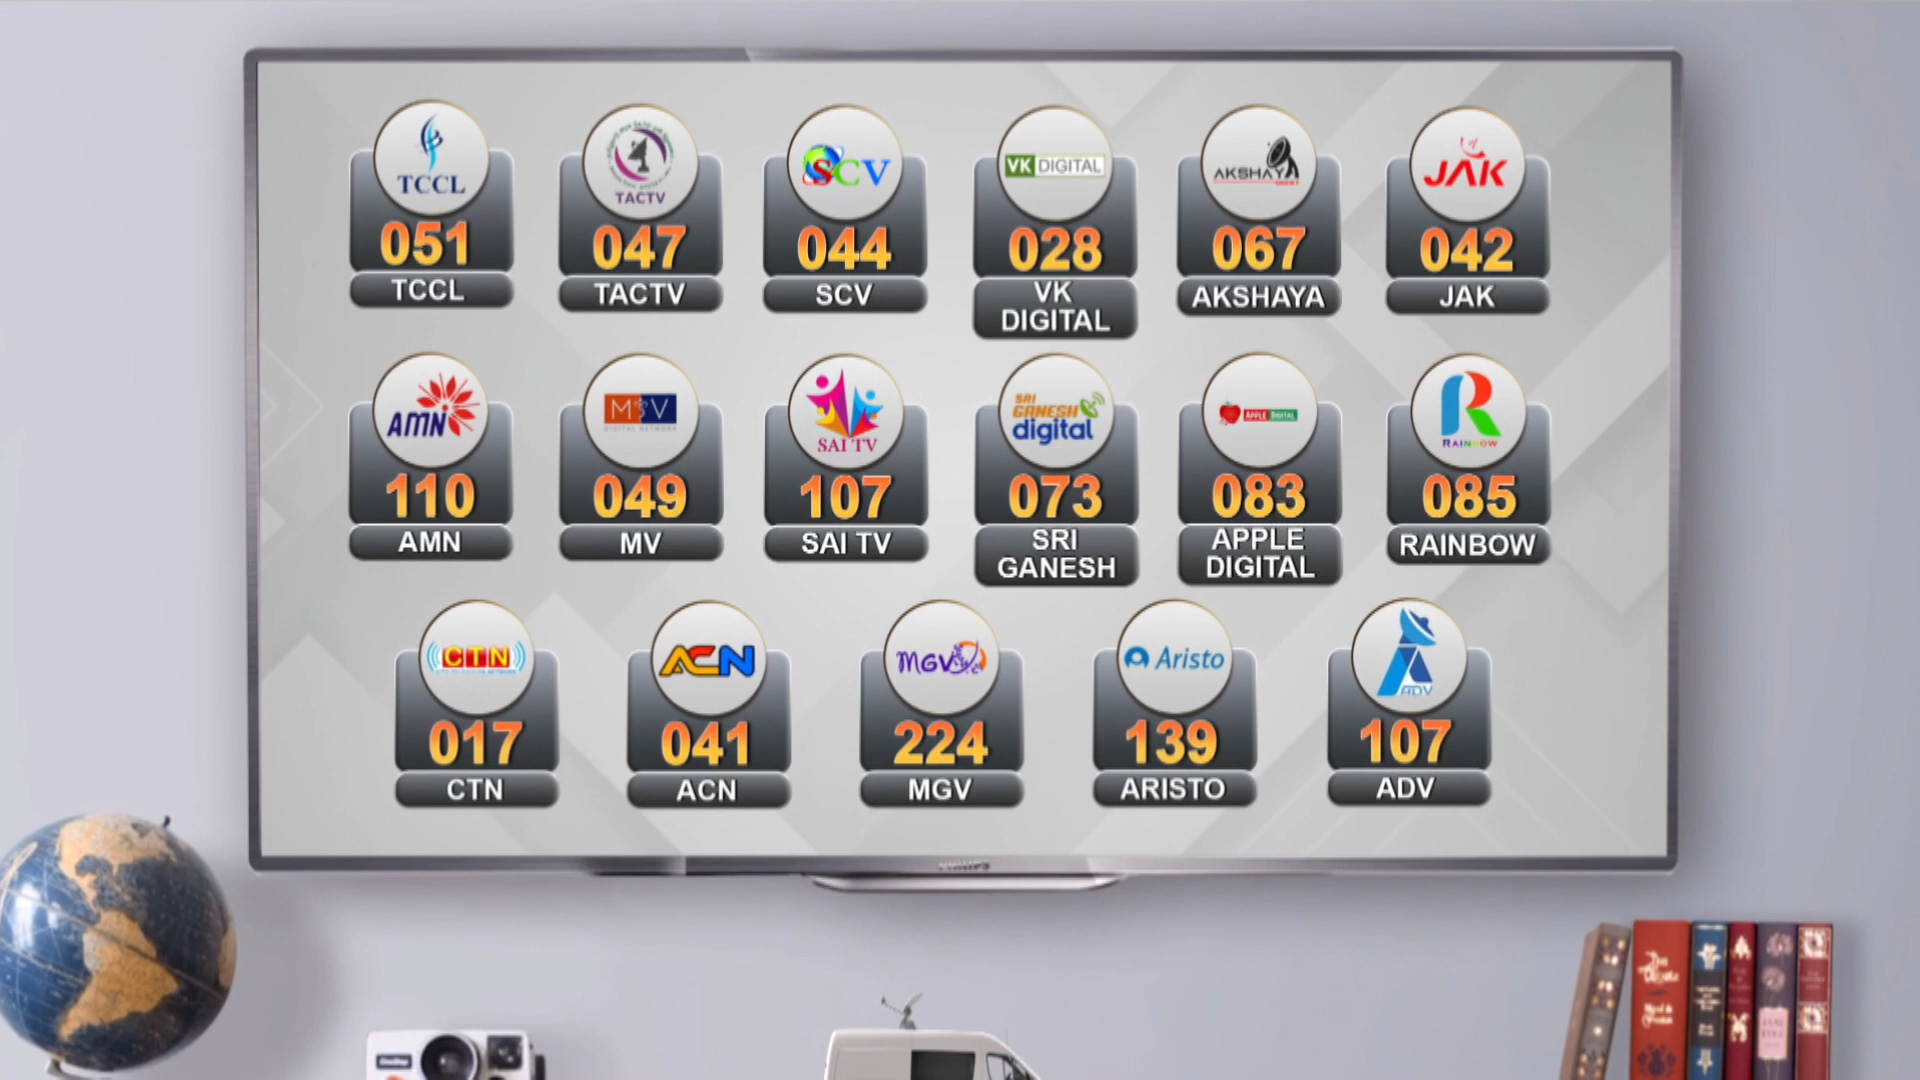 TCCL
TACTV
SCV
VK DIGITAL
AKSHAYA
JAK
051
047
044
028
067
042
TCCL
TACTV
SCV
VK
DIGITAL
AKSHAYA
JAK
AMN
MV
DIGITAL NETWORK
SAI TV
SRI
GANESH
digital
APPLE DIGITAL
RAINBOW
110
049
107
073
083
085
AMN
MV
SAI TV
SRI
GANESH
APPLE
DIGITAL
RAINBOW
CTN
ACN
MGV
Aristo
ADV
017
041
224
139
107
CTN
ACN
MGV
ARISTO
ADV
PHILIPS